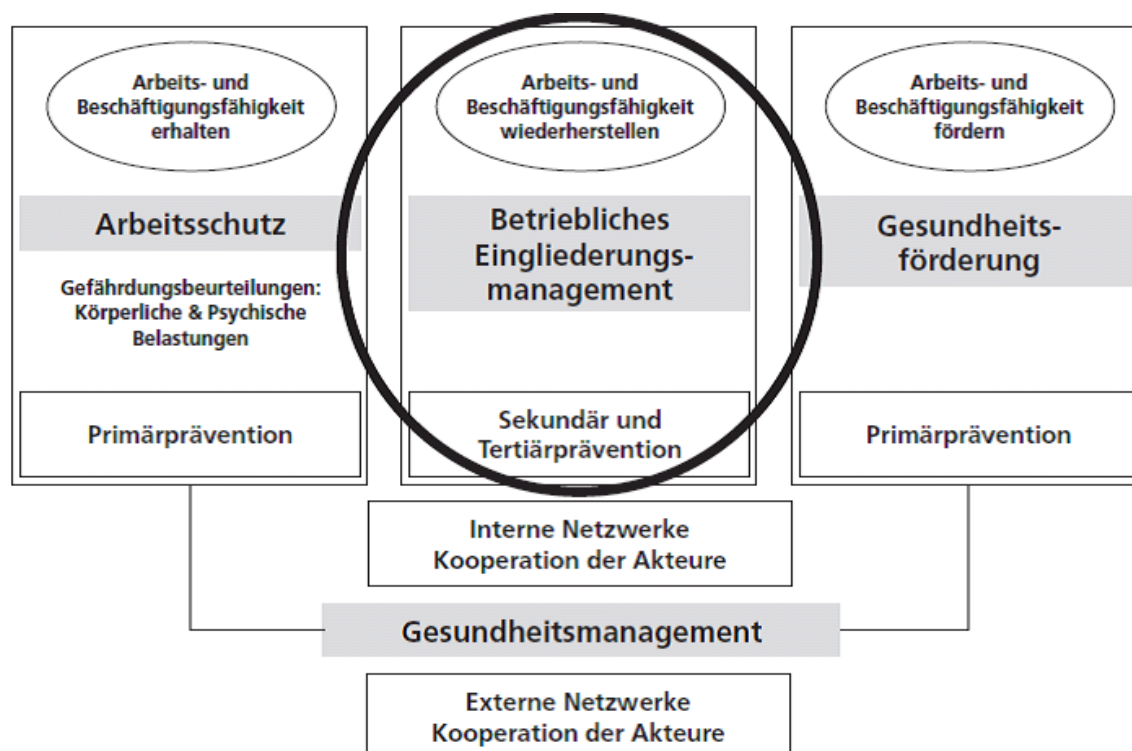 Arbeits- und
Beschäftigungsfähigkeit
erhalten
Arbeitsschutz
Gefährdungsbeurteilungen:
Körperliche & Psychische
Belastungen
Primärprävention
Arbeits- und
Beschäftigungsfähigkeit
wiederherstellen
Betriebliches
Eingliederungs-
management
Sekundär und
Tertiärprävention
Arbeits- und
Beschäftigungsfähigkeit
fördern
Gesundheits-
förderung
Primärprävention
Interne Netzwerke
Kooperation der Akteure
Gesundheitsmanagement
Externe Netzwerke
Kooperation der Akteure